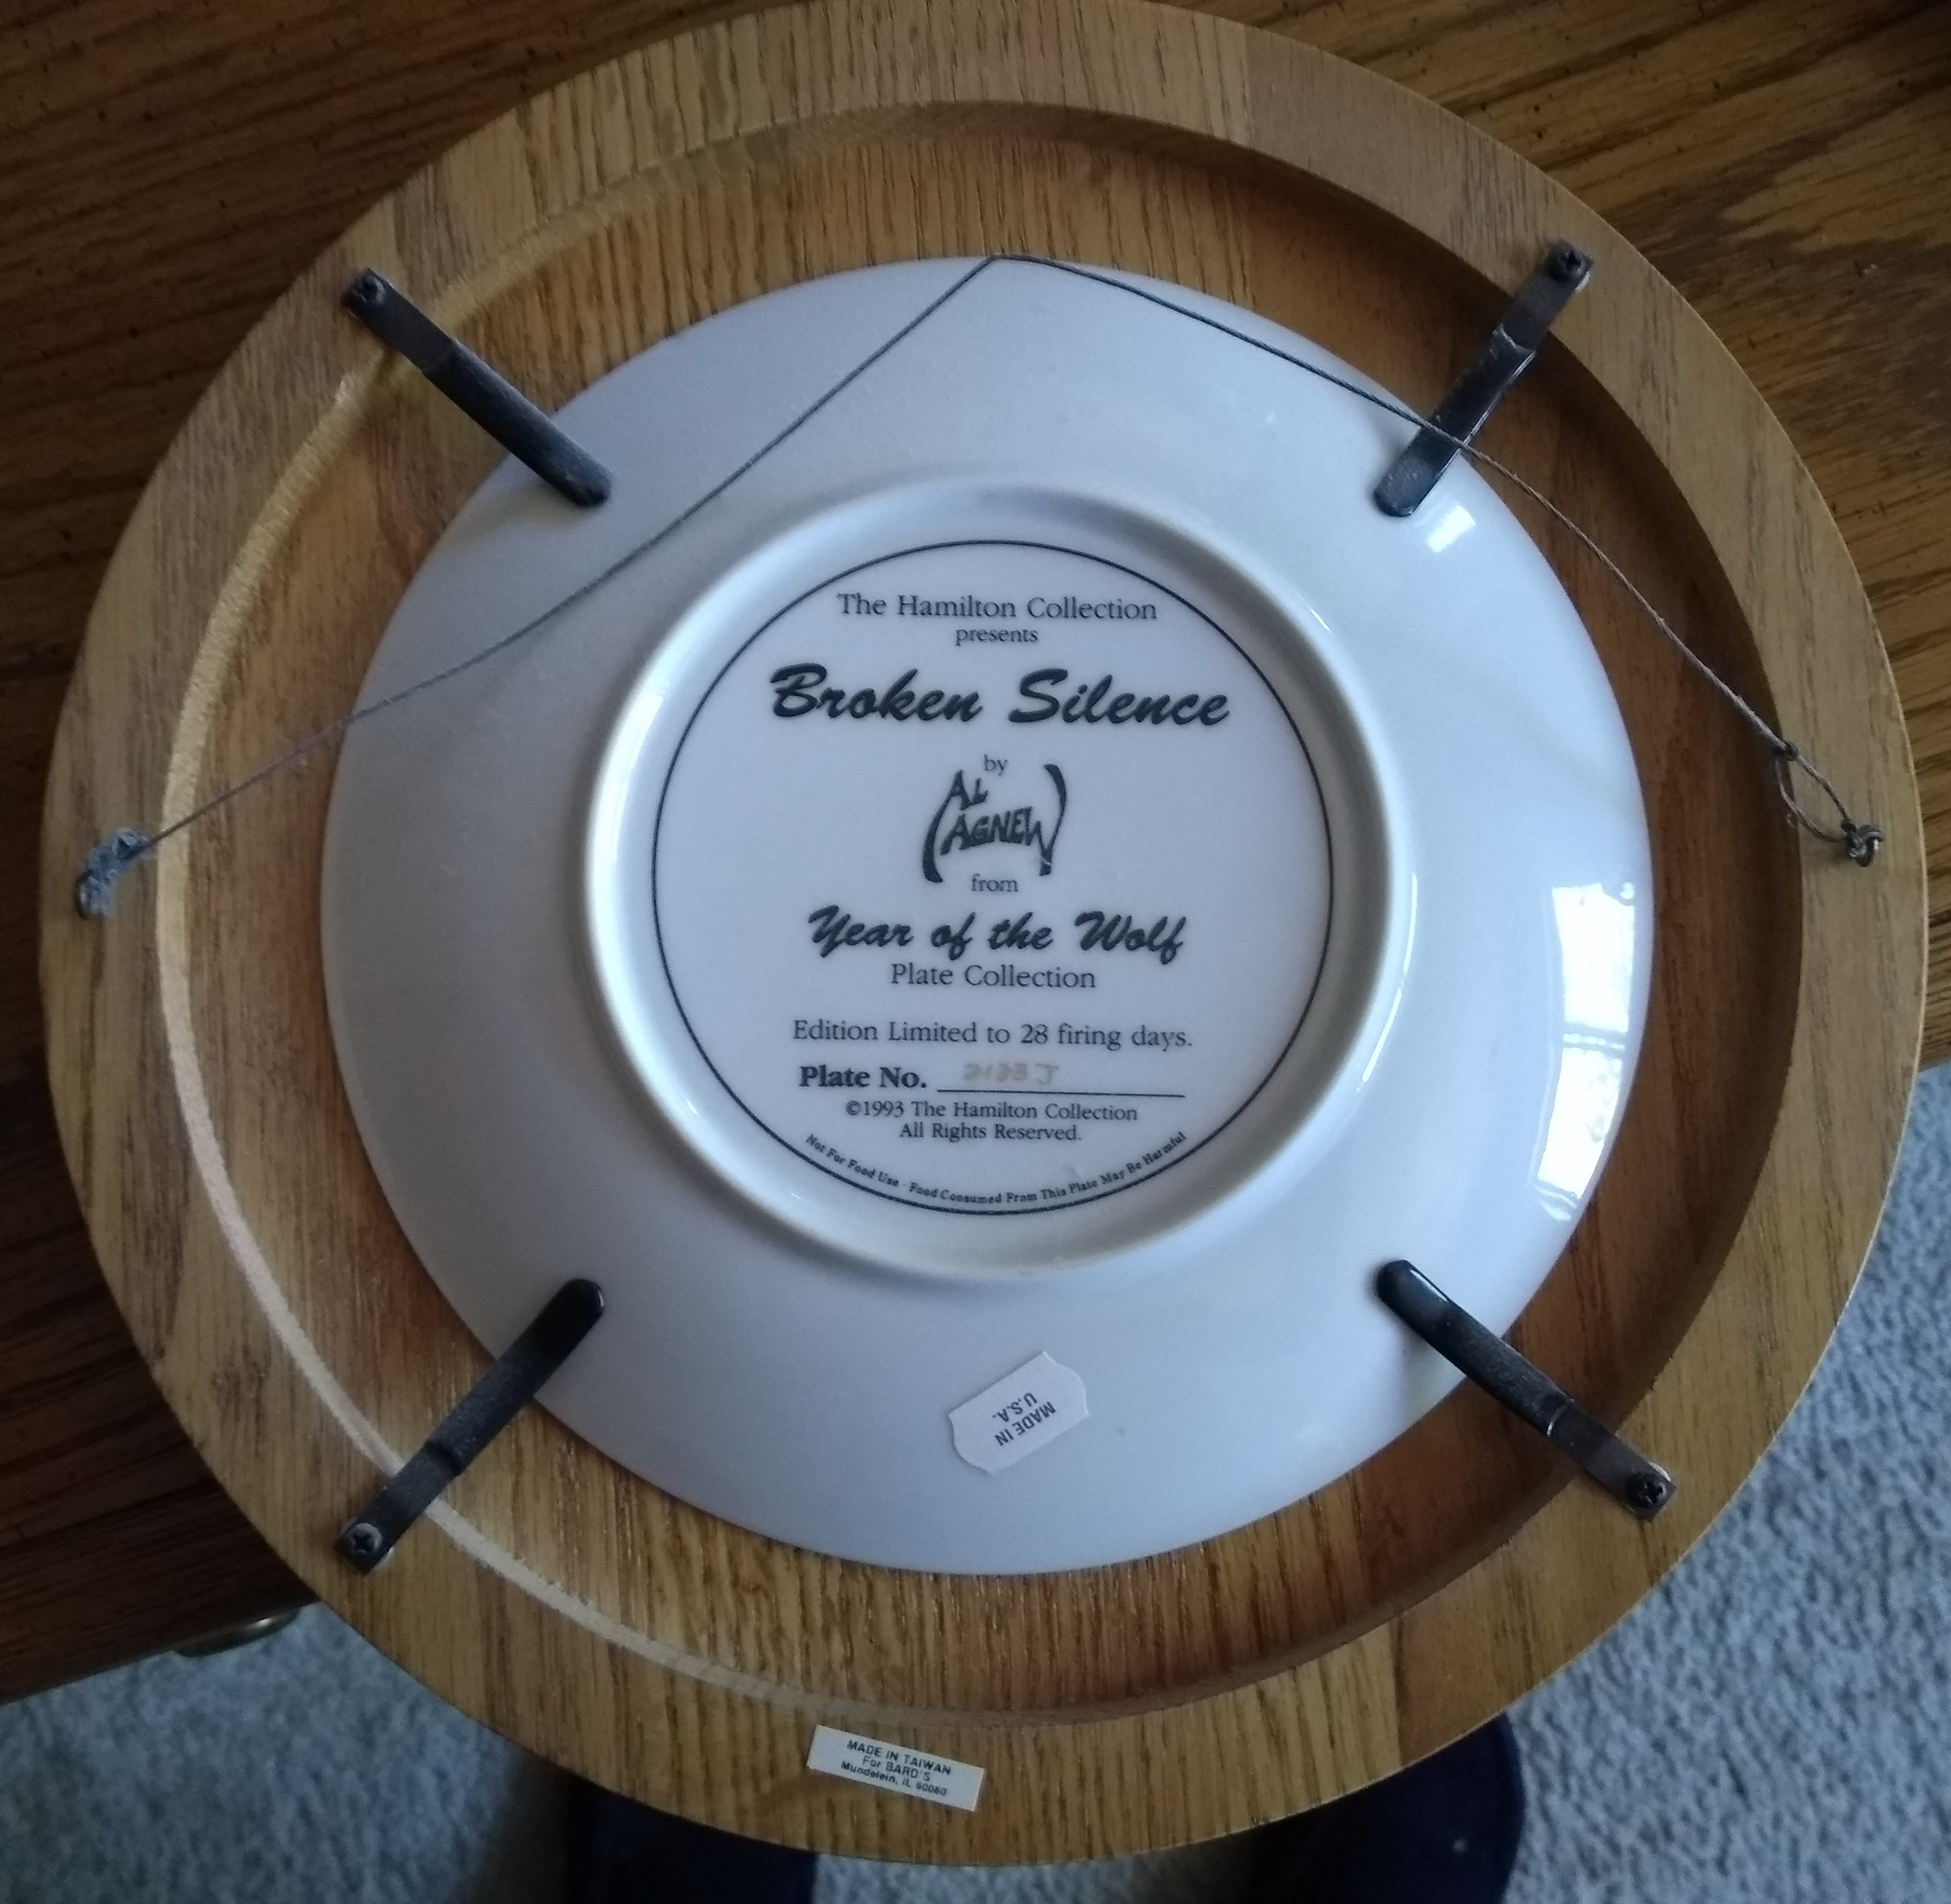 The Hamilton Collection
presents
Broken Silence
by
AL
AGNEW
from
Year of the Wolf
Plate Collection
Edition Limited to 28 firing days.
Plate No.
©1993 The Hamilton Collection
All Rights Reserved.
Not For Food Use · Food Consumed From This Plate May Be Harmful
MADE IN
U.S.A.
MADE IN TAIWAN
For BARD'S
Mundelein, IL 60060